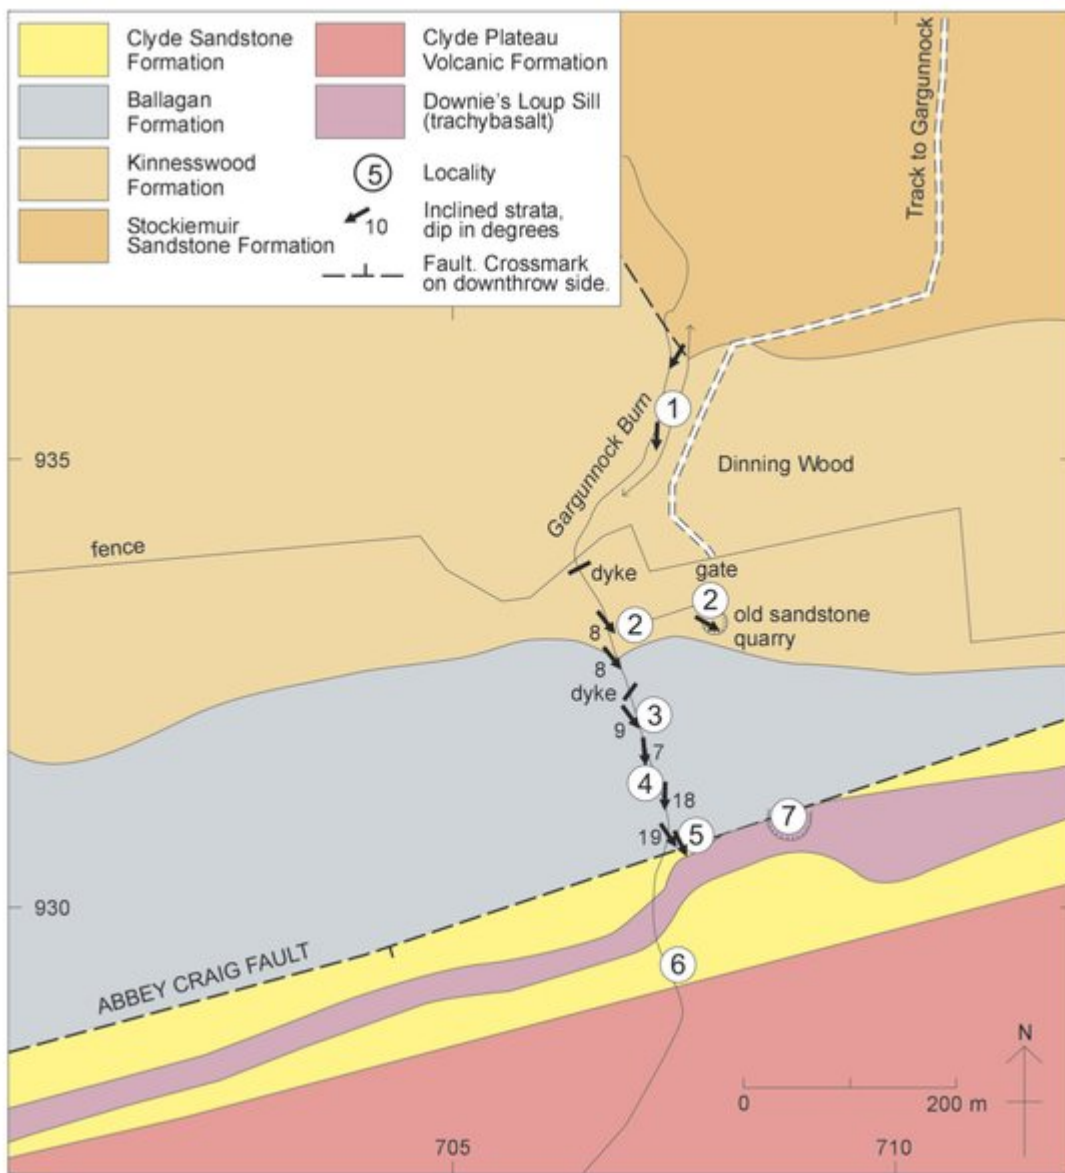 Clyde Sandstone
Formation
Ballagan
Formation
Kinnesswood
Formation
Stockiemuir
Sandstone Formation
Clyde Plateau
Volcanic Formation
Downie's Loup Sill
(trachybasalt)
5
Locality
10
Inclined strata,
dip in degrees
Fault. Crossmark
on downthrow side.
Track to Gargunnock
1
Gargunnock Burn
935
Dinning Wood
fence
dyke
gate
2
2
old sandstone
quarry
8
8
dyke
3
9
7
4
18
7
19
5
930
ABBEY CRAIG FAULT
6
N
0
200 m
705
710